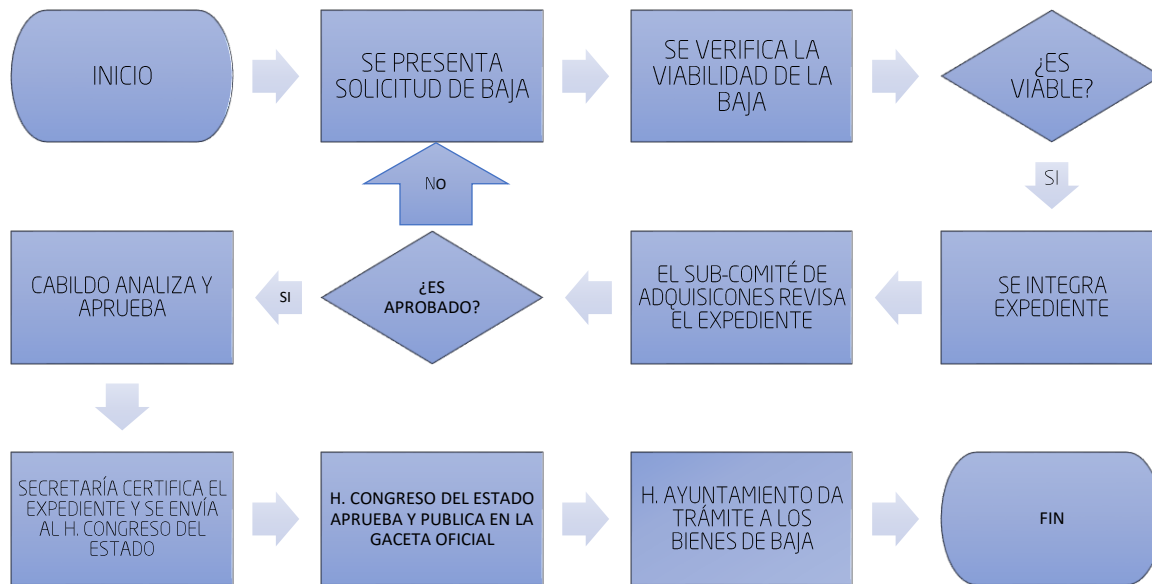 INICIO
SE PRESENTA
SOLICITUD DE BAJA
SE VERIFICA LA
VIABILIDAD DE LA
BAJA
¿ES
VIABLE?
SI
SE INTEGRA
EXPEDIENTE
EL SUB-COMITÉ DE
ADQUISICONES REVISA
EL EXPEDIENTE
¿ES
APROBADO?
NO
SI
CABILDO ANALIZA Y
APRUEBA
SECRETARÍA CERTIFICA EL
EXPEDIENTE Y SE ENVÍA
AL H. CONGRESO DEL
ESTADO
H. CONGRESO DEL ESTADO
APRUEBA Y PUBLICA EN LA
GACETA OFICIAL
H. AYUNTAMIENTO DA
TRÁMITE A LOS
BIENES DE BAJA
FIN